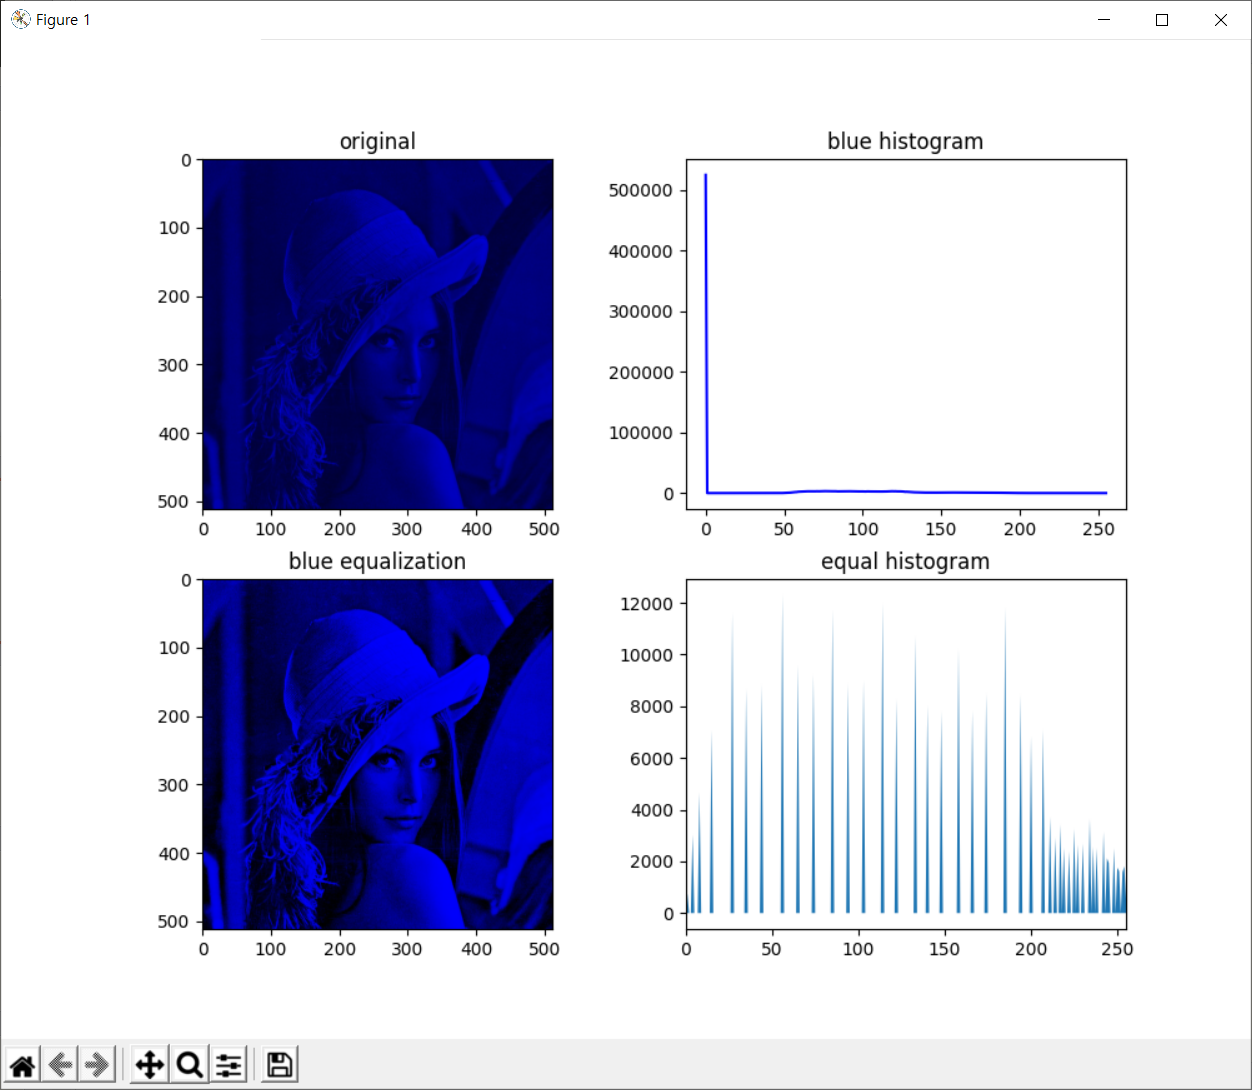 Figure 1
original
0
100
200
300
400
500
0 100 200 300 400 500
blue histogram
500000
400000
300000
200000
100000
0
0 50 100 150 200 250
blue equalization
0
100
200
300
400
500
0 100 200 300 400 500
equal histogram
12000
10000
8000
6000
4000
2000
0
0 50 100 150 200 250